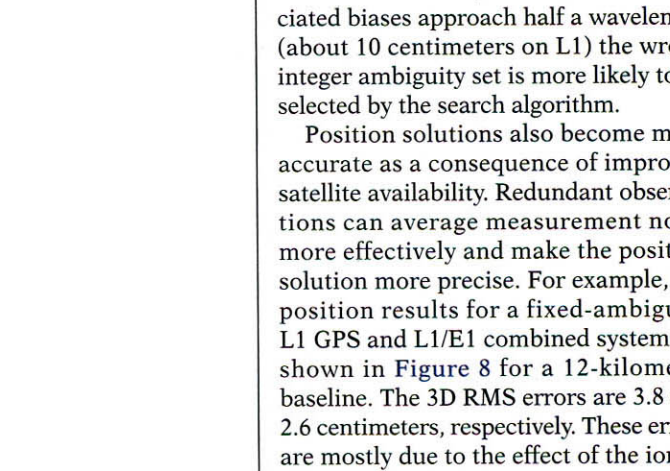 ciated biases approach half a wavelen
(about 10 centimeters on L1) the wr
integer ambiguity set is more likely to
selected by the search algorithm.
Position solutions also become m
accurate as a consequence of impro
satellite availability. Redundant obse
tions can average measurement no
more effectively and make the posit
solution more precise. For example,
position results for a fixed-ambigu
L1 GPS and L1/E1 combined system
shown in Figure 8 for a 12-kilome
baseline. The 3D RMS errors are 3.8
2.6 centimeters, respectively. These er
are mostly due to the effect of the ion